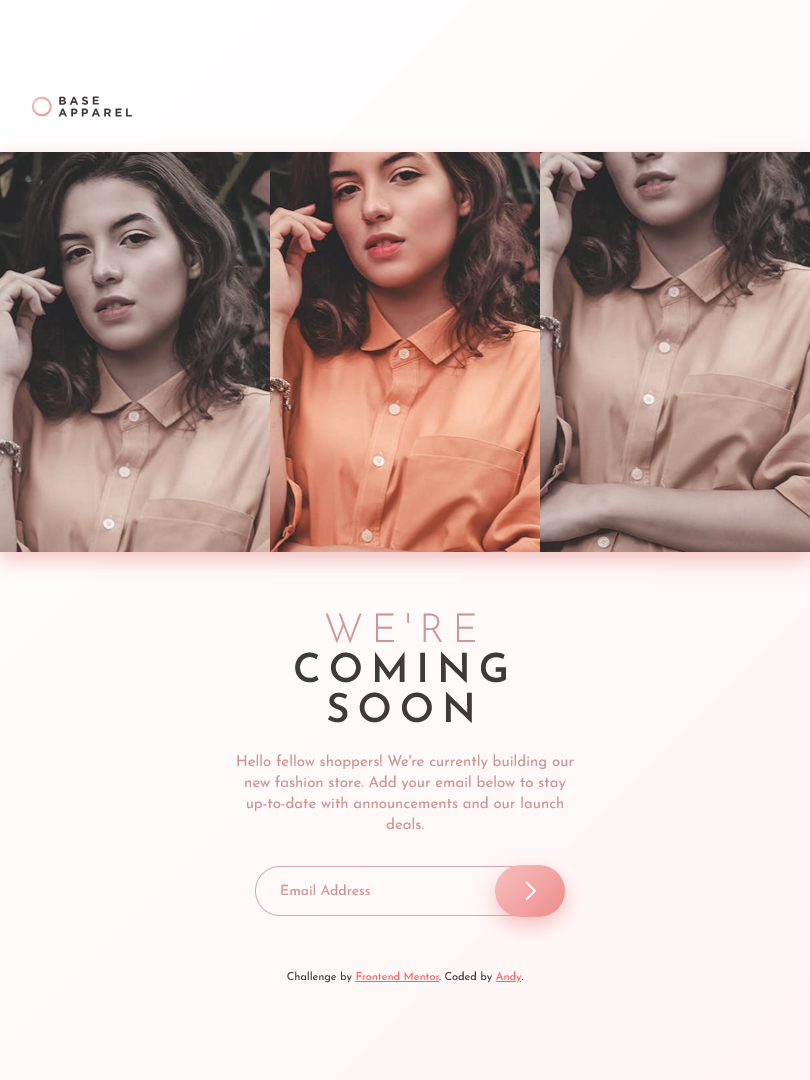 BASE
APPAREL
WE'RE
COMING
SOON
Hello fellow shoppers! We're currently building our
new fashion store. Add your email below to stay
up-to-date with announcements and our launch
deals.
Email Address
Challenge by Frontend Mentor. Coded by Andy.